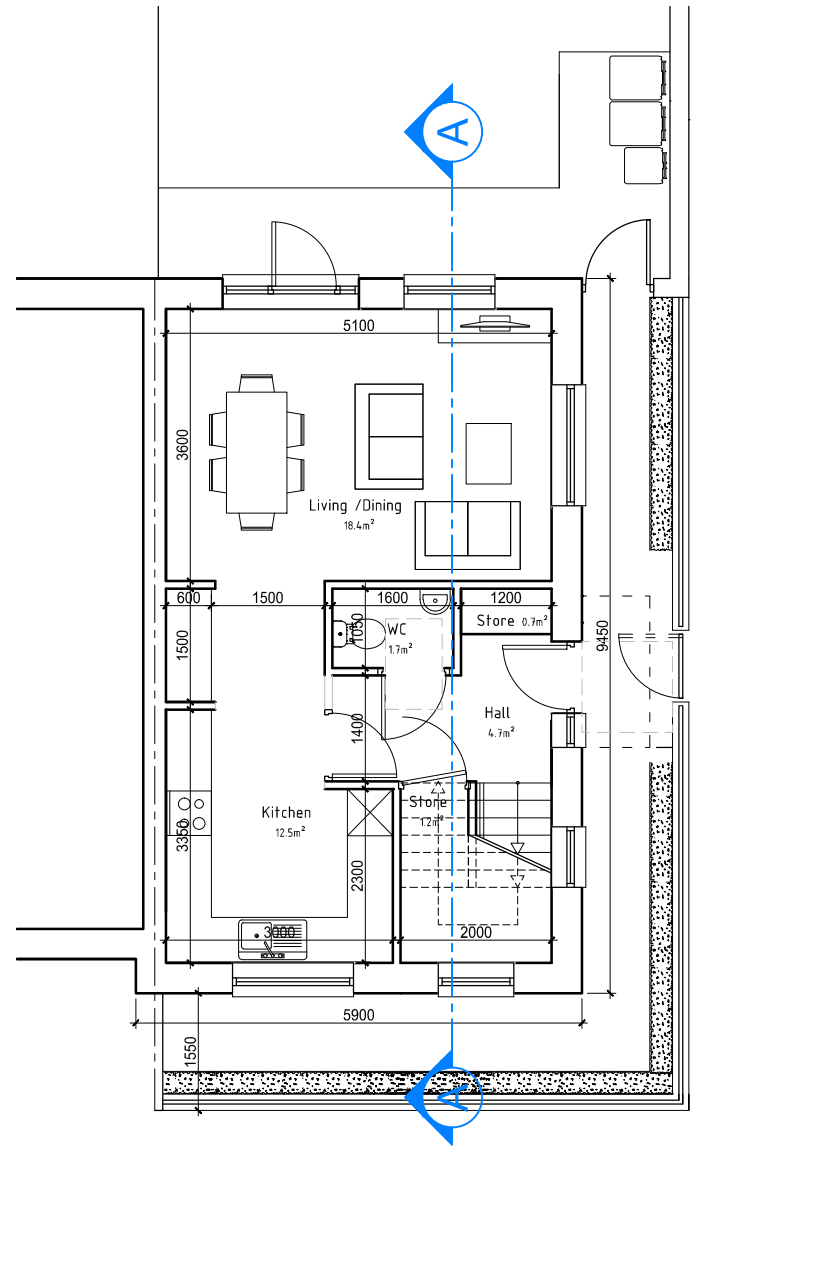 A
5100
3600
Living /Dining
18.4m²
600
1500
1600
1200
1500
1050
WC
1.7m²
Store 0.7m²
9450
Hall
4.7m²
1400
Store
1.2m²
Kitchen
12.5m²
3350
2300
3000
2000
5900
1550
A